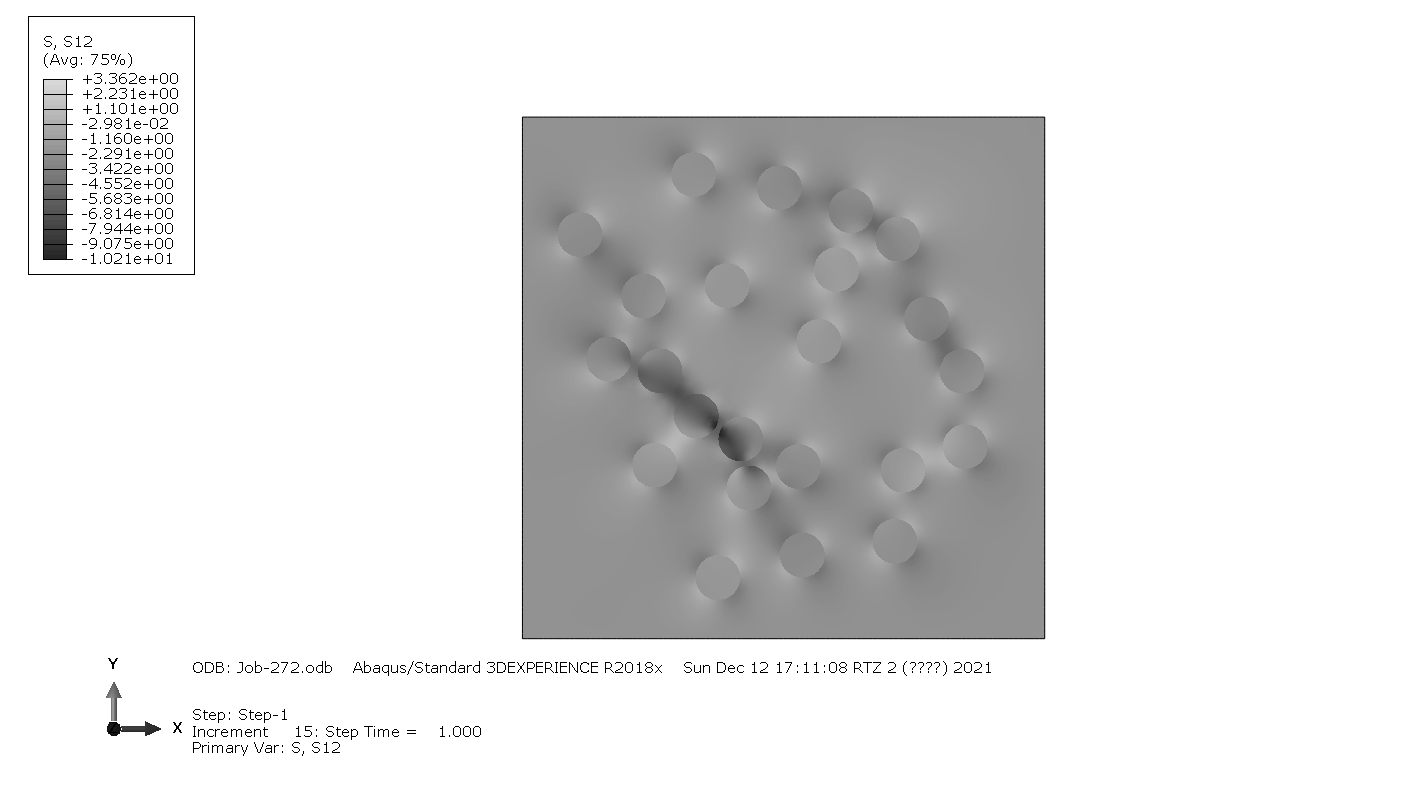 S, S12
(Avg: 75%)
+3.362e+00
+2.231e+00
+1.101e+00
-2.981e-02
-1.160e+00
-2.291e+00
-3.422e+00
-4.552e+00
-5.683e+00
-6.814e+00
-7.944e+00
-9.075e+00
-1.021e+01
Y
X
ODB: Job-272.odb Abaqus/Standard 3DEXPERIENCE R2018x Sun Dec 12 17:11:08 RTZ 2 (????) 2021
Step: Step-1
Increment 15: Step Time = 1.000
Primary Var: S, S12